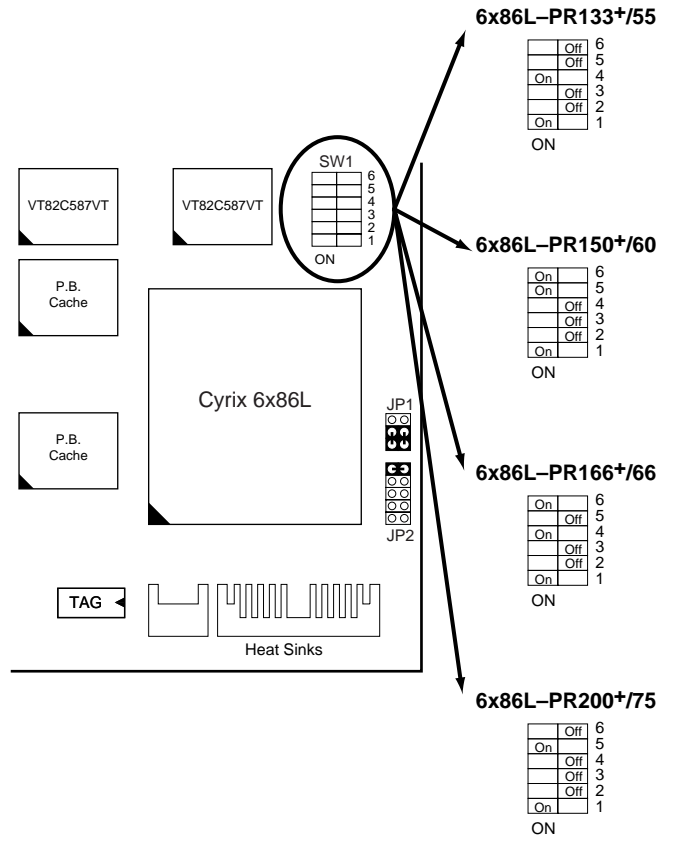 6x86L–PR133+/55
Off 6
Off 5
On 4
Off 3
Off 2
On 1
ON
SW1
6
5
4
3
2
1
ON
VT82C587VT
VT82C587VT
P.B.
Cache
Cyrix 6x86L
P.B.
Cache
JP1
JP2
TAG
Heat Sinks
6x86L–PR150+/60
On 6
On 5
Off 4
Off 3
Off 2
On 1
ON
6x86L–PR166+/66
On 6
Off 5
On 4
Off 3
Off 2
On 1
ON
6x86L–PR200+/75
Off 6
On 5
Off 4
Off 3
Off 2
On 1
ON